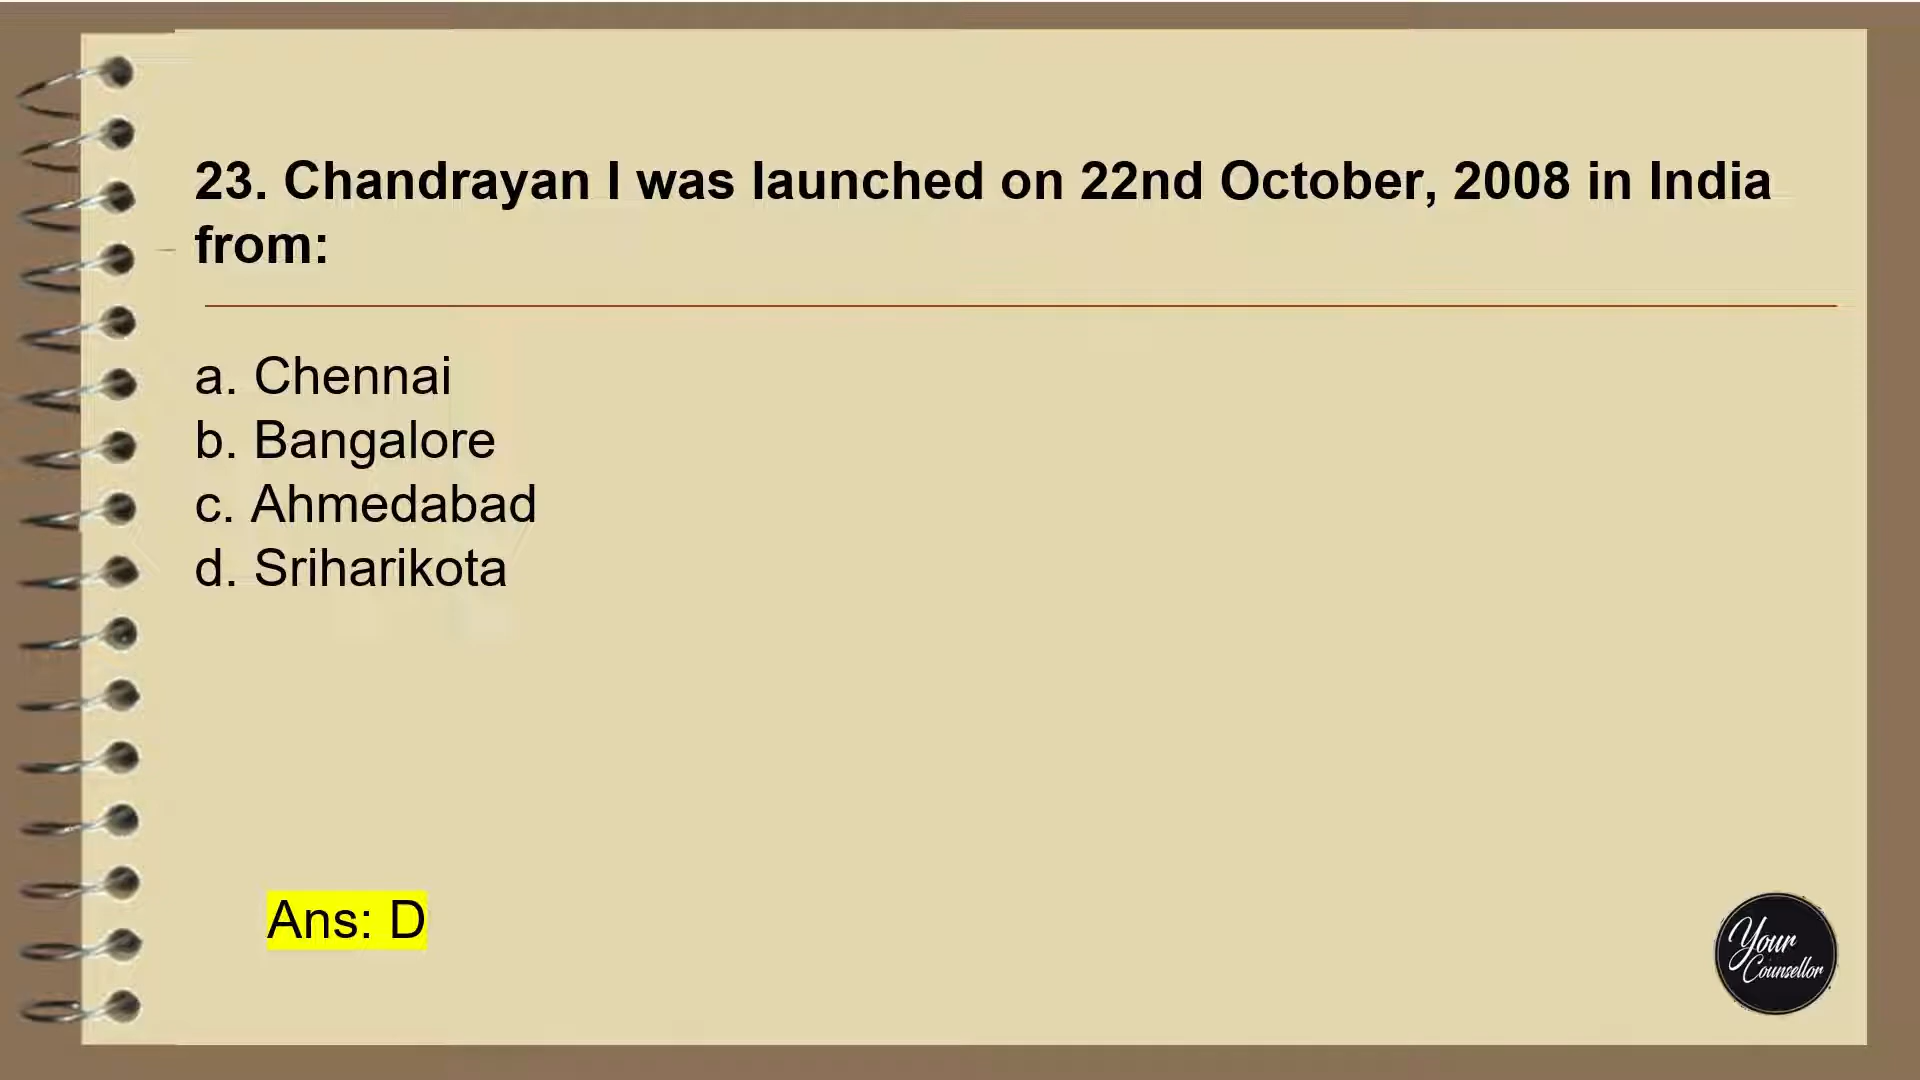 23. Chandrayan I was launched on 22nd October, 2008 in India
from:
a. Chennai
b. Bangalore
c. Ahmedabad
d. Sriharikota
Ans: D
Your
Counsellor